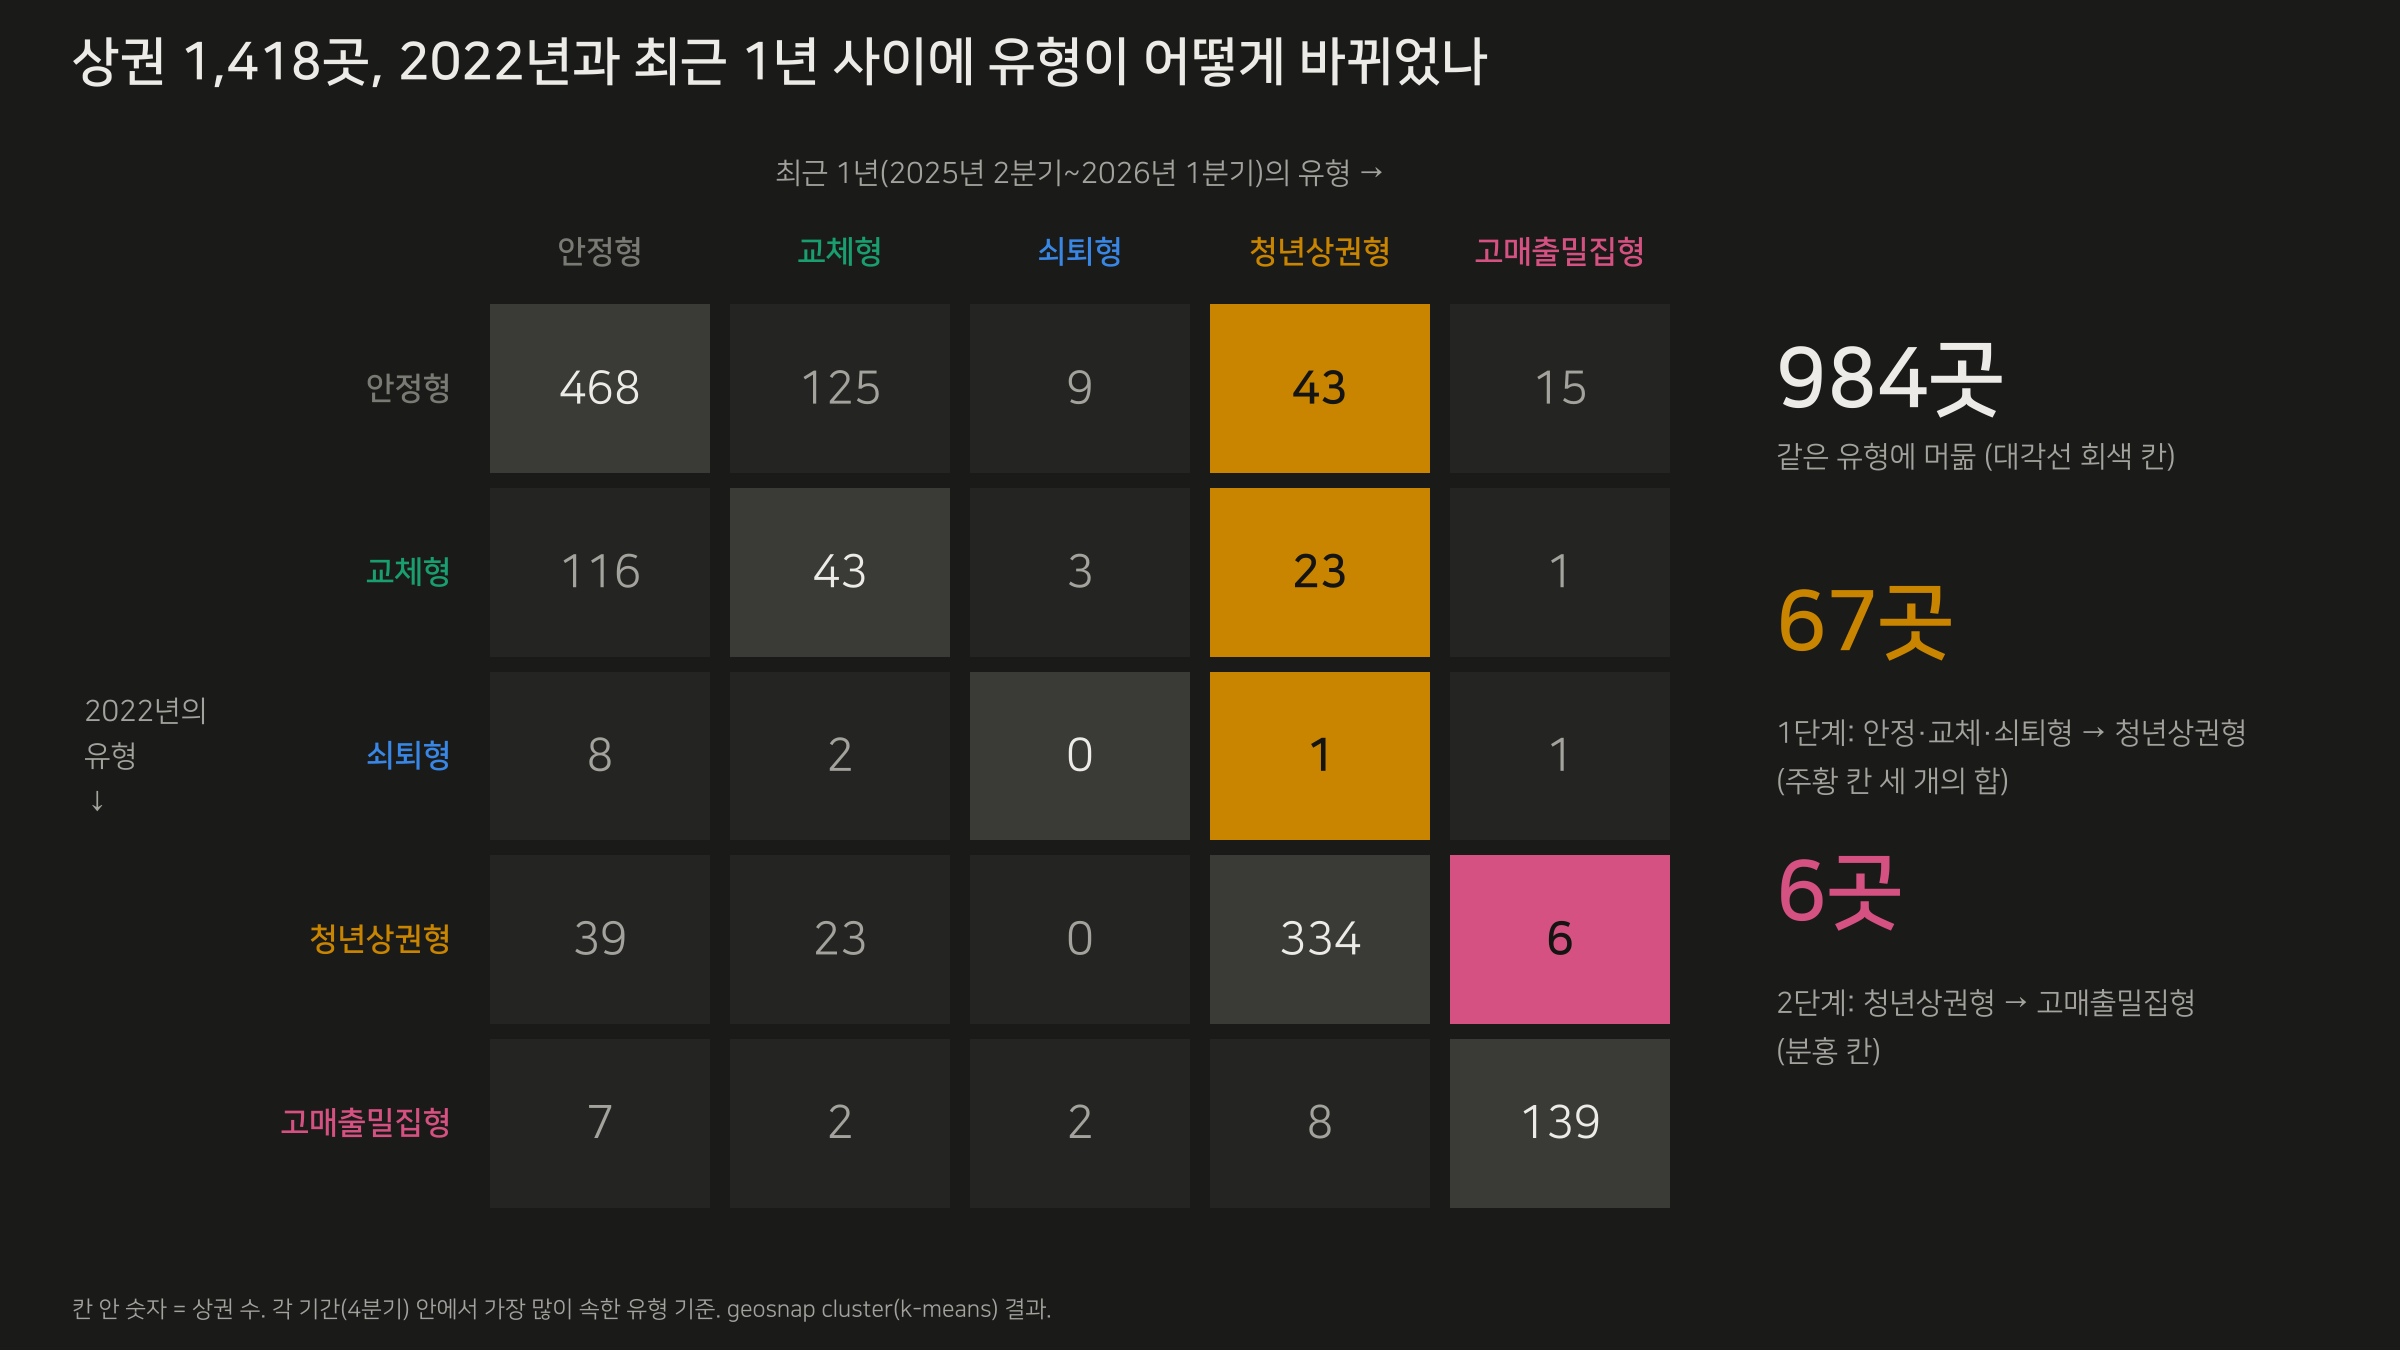 상권 1,418곳, 2022년과 최근 1년 사이에 유형이 어떻게 바뀌었나
최근 1년(2025년 2분기~2026년 1분기)의 유형 →
안정형 교체형 쇠퇴형 청년상권형 고매출밀집형
안정형 468 125 9 43 15
교체형 116 43 3 23 1
2022년의
유형
↓
쇠퇴형 8 2 0 1 1
청년상권형 39 23 0 334 6
고매출밀집형 7 2 2 8 139
984곳
같은 유형에 머묾 (대각선 회색 칸)
67곳
1단계: 안정·교체·쇠퇴형 → 청년상권형
(주황 칸 세 개의 합)
6곳
2단계: 청년상권형 → 고매출밀집형
(분홍 칸)
칸 안 숫자 = 상권 수. 각 기간(4분기) 안에서 가장 많이 속한 유형 기준. geosnap cluster(k-means) 결과.